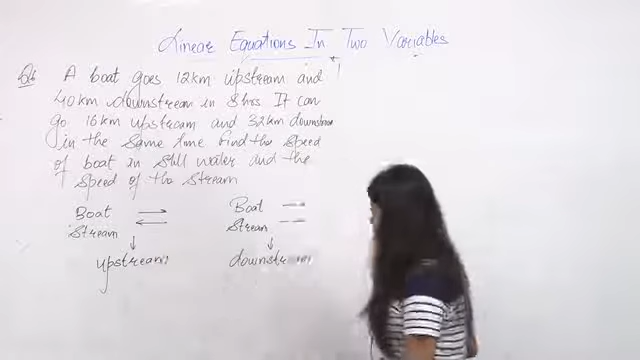 Linear Equations In Two Variables
Q6 A boat goes 12km upstream and
40km downstream in 8hrs. It can
go 16km upstream and 32km downstream
in the same time find the speed
of boat in still water and the
speed of the stream
Boat Boat
Stream Stream
upstream downstream